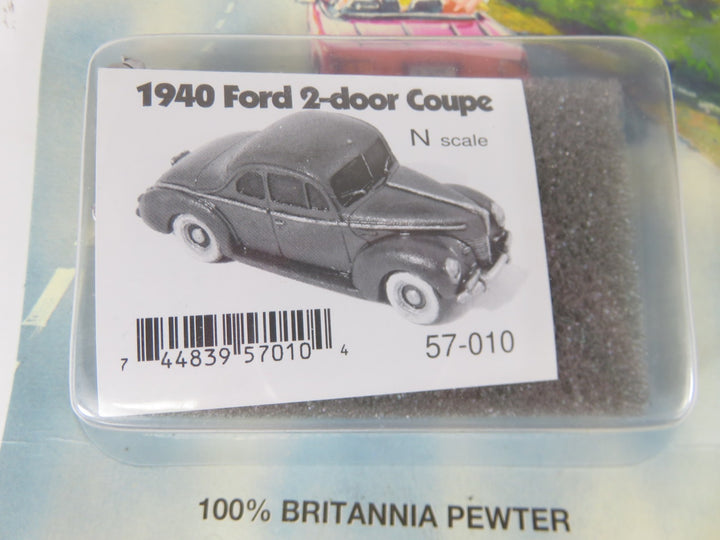 1940 Ford 2-door Coupe
N scale
57-010
7 44839 57010 4
100% BRITANNIA PEWTER